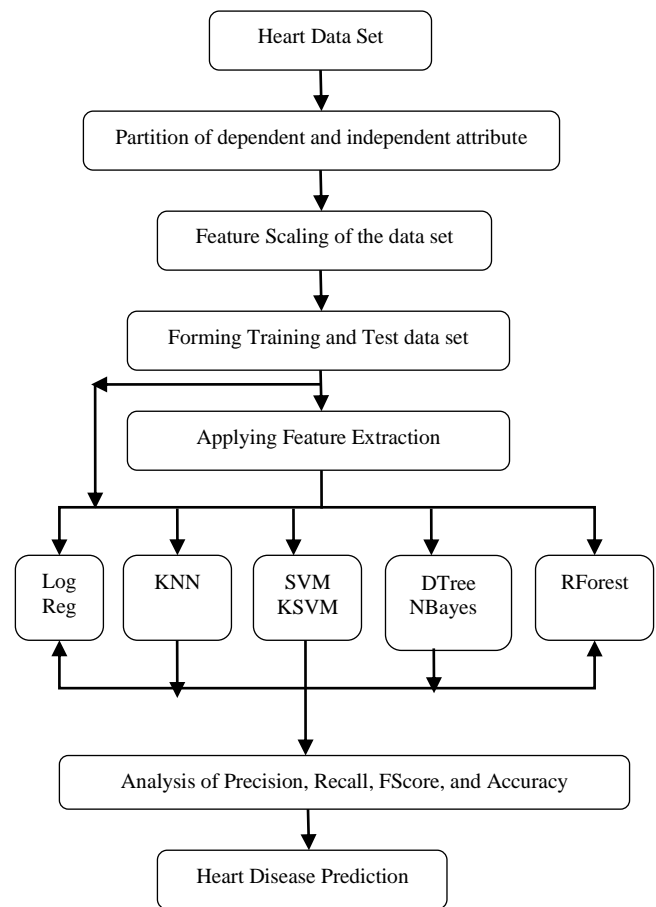 Heart Data Set
Partition of dependent and independent attribute
Feature Scaling of the data set
Forming Training and Test data set
Applying Feature Extraction
Log
Reg
KNN
SVM
KSVM
DTree
NBayes
RForest
Analysis of Precision, Recall, FScore, and Accuracy
Heart Disease Prediction